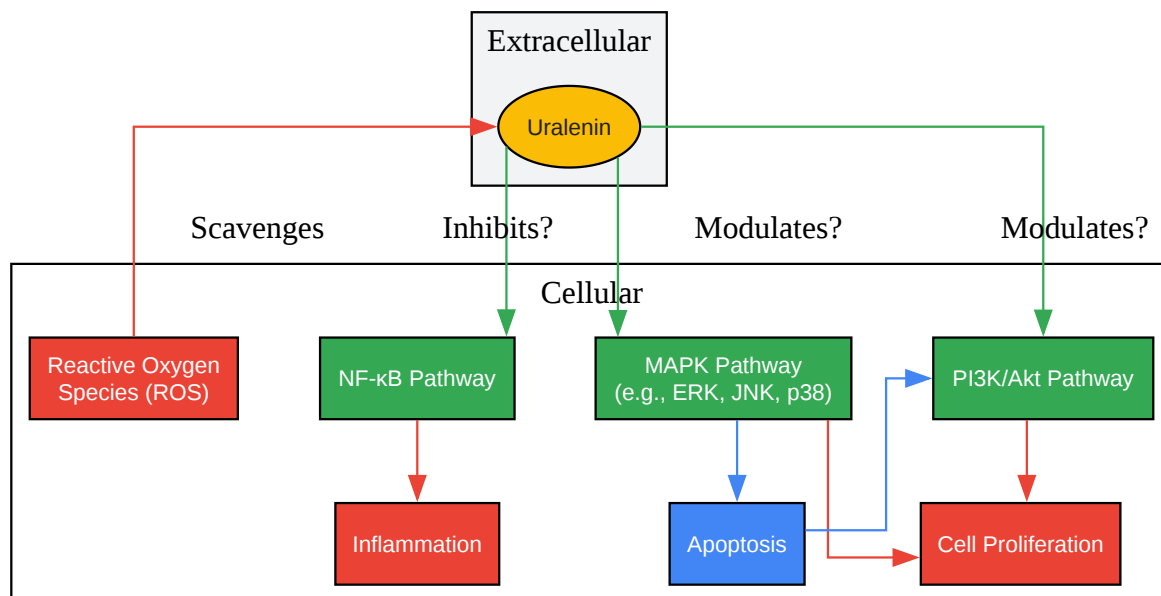 Extracellular
Uralenin
Scavenges
Inhibits?
Modulates?
Modulates?
Cellular
Reactive Oxygen
Species (ROS)
NF-κB Pathway
MAPK Pathway
(e.g., ERK, JNK, p38)
PI3K/Akt Pathway
Inflammation
Apoptosis
Cell Proliferation